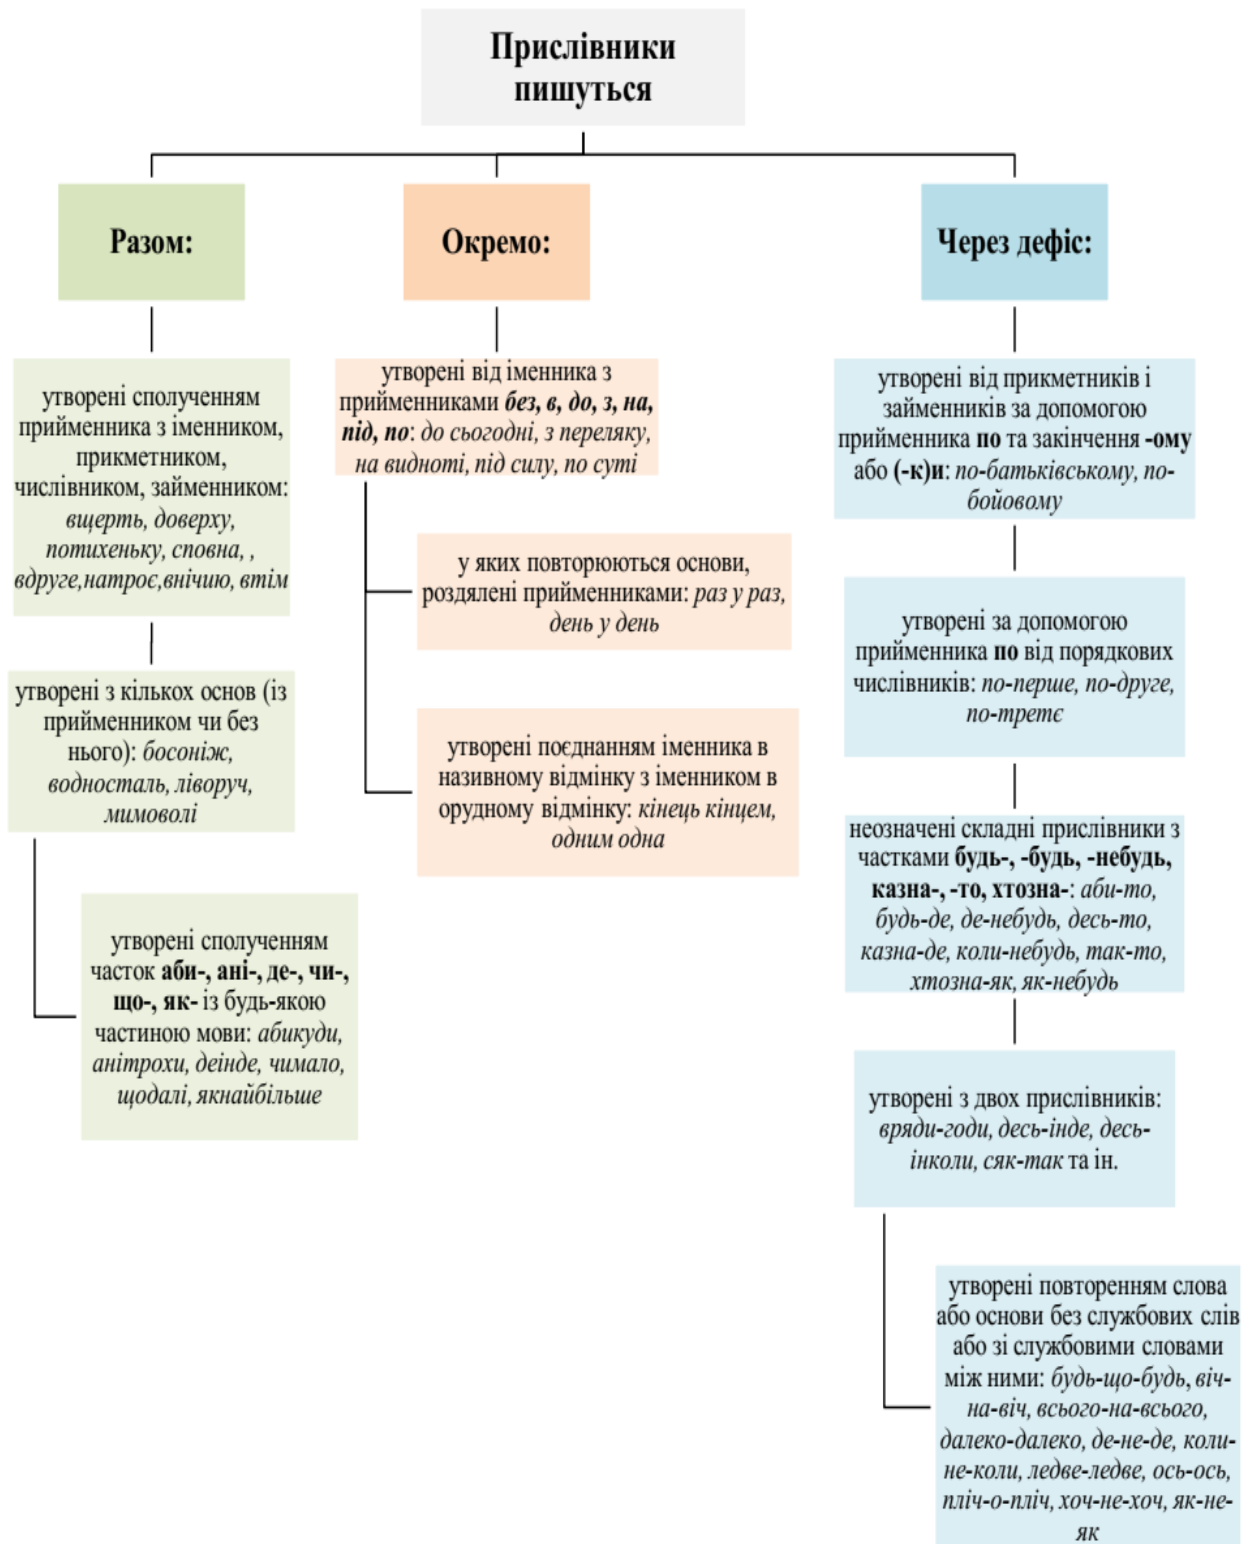 Прислівники
пишуться
Разом:
утворені сполученням
прийменника з іменником,
прикметником,
числівником, займенником:
вщерть, доверху,
потихеньку, сповна, ,
вдруге,натроє,внічию, втім
утворені з кількох основ (із
прийменником чи без
нього): босоніж,
водносталь, ліворуч,
мимоволі
утворені сполученням
часток аби-, ані-, де-, чи-,
що-, як- із будь-якою
частиною мови: абикуди,
анітрохи, деінде, чимало,
щодалі, якнайбільше
Окремо:
утворені від іменника з
прийменниками без, в, до, з, на,
під, по: до сьогодні, з переляку,
на видноті, під силу, по суті
у яких повторюються основи,
роздялені прийменниками: раз у раз,
день у день
утворені поєднанням іменника в
називному відмінку з іменником в
орудному відмінку: кінець кінцем,
одним одна
Через дефіс:
утворені від прикметників і
займенників за допомогою
прийменника по та закінчення -ому
або (-к)и: по-батьківському, по-
бойовому
утворені за допомогою
прийменника по від порядкових
числівників: по-перше, по-друге,
по-третє
неозначені складні прислівники з
частками будь-, -будь, -небудь,
казна-, -то, хтозна-: аби-то,
будь-де, де-небудь, десь-то,
казна-де, коли-небудь, так-то,
хтозна-як, як-небудь
утворені з двох прислівників:
вряди-годи, десь-інде, десь-
інколи, сяк-так та ін.
утворені повторенням слова
або основи без службових слів
або зі службовими словами
між ними: будь-що-будь, віч-
на-віч, всього-на-всього,
далеко-далеко, де-не-де, коли-
не-коли, ледве-ледве, ось-ось,
пліч-о-пліч, хоч-не-хоч, як-не-
як